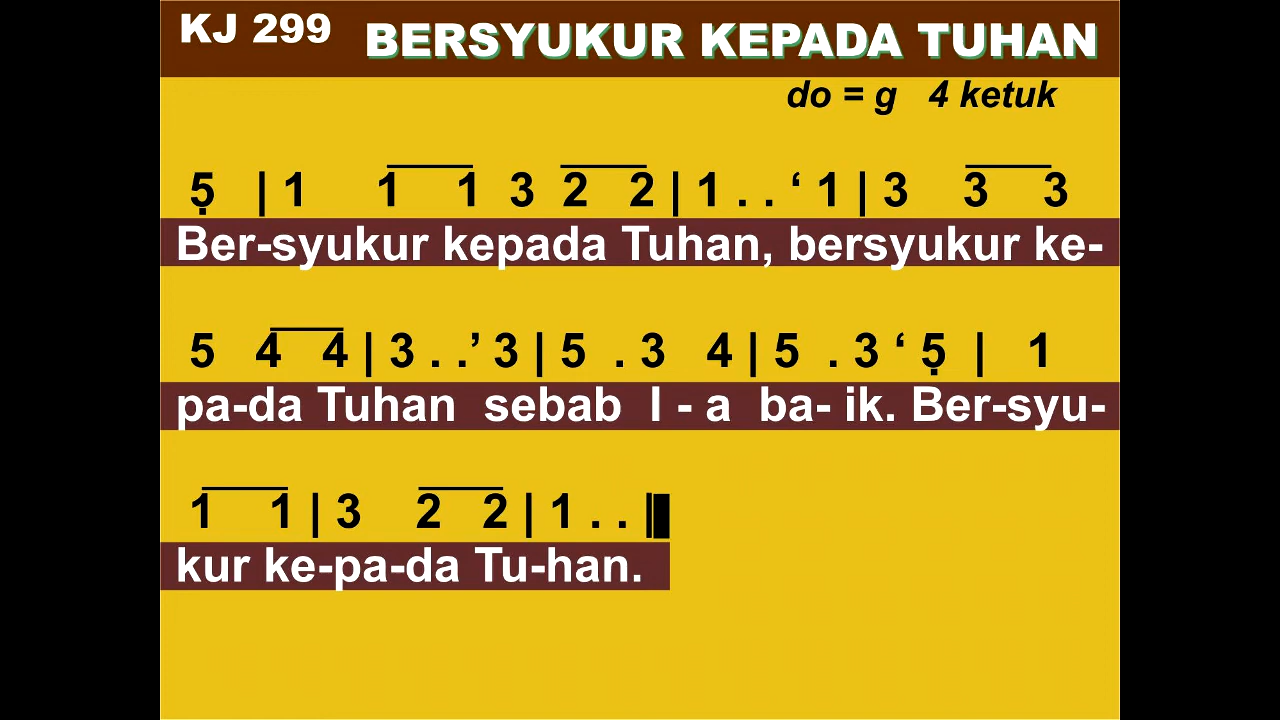 KJ 299 BERSYUKUR KEPADA TUHAN
do = g 4 ketuk
5̣ | 1 1 1 3 2 2 | 1 . . ‘ 1 | 3 3 3
Ber-syukur kepada Tuhan, bersyukur ke-
5 4 4 | 3 . .’ 3 | 5 . 3 4 | 5 . 3 ‘ 5̣ | 1
pa-da Tuhan sebab I - a ba- ik. Ber-syu-
1 1 | 3 2 2 | 1 . . ||
kur ke-pa-da Tu-han.